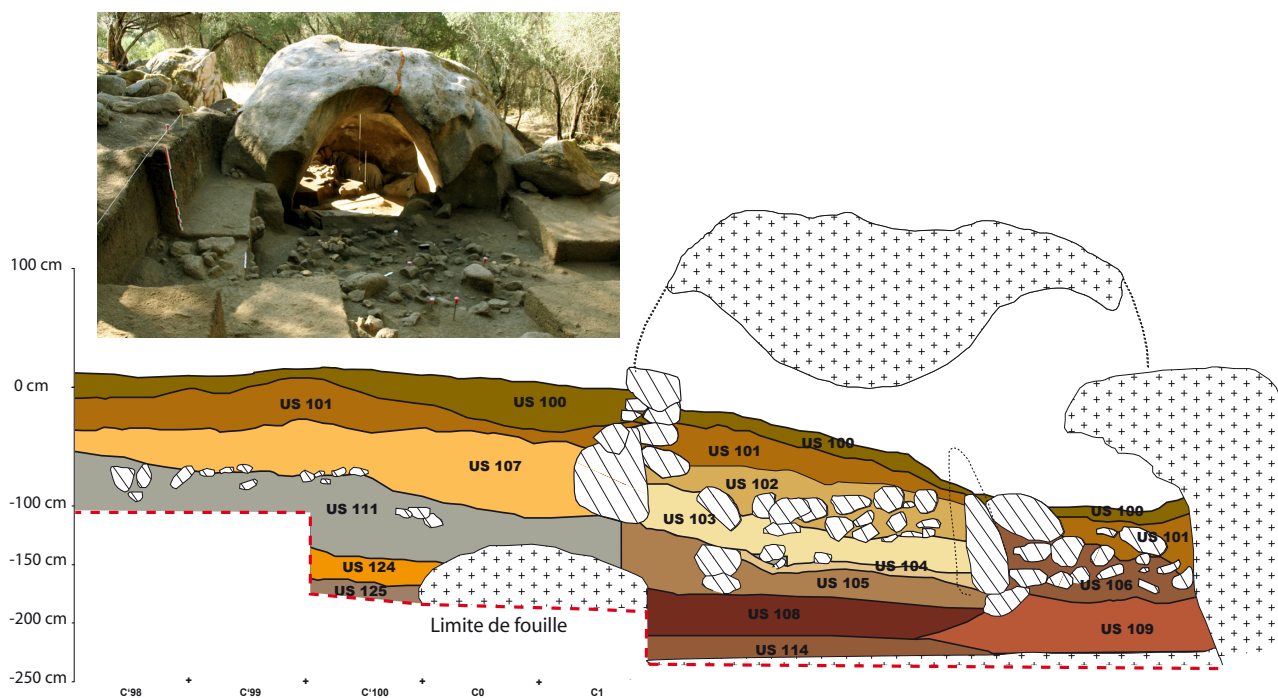 100 cm
0 cm
US 101
US 100
US 100
US 101
US 107
US 102
-100 cm
US 103
US 111
US 100
US 101
-150 cm
US 124
US 104
US 105
US 106
US 125
-200 cm
Limite de fouille
US 108
US 109
US 114
-250 cm
C'98
C'99
C'100
C0
C1